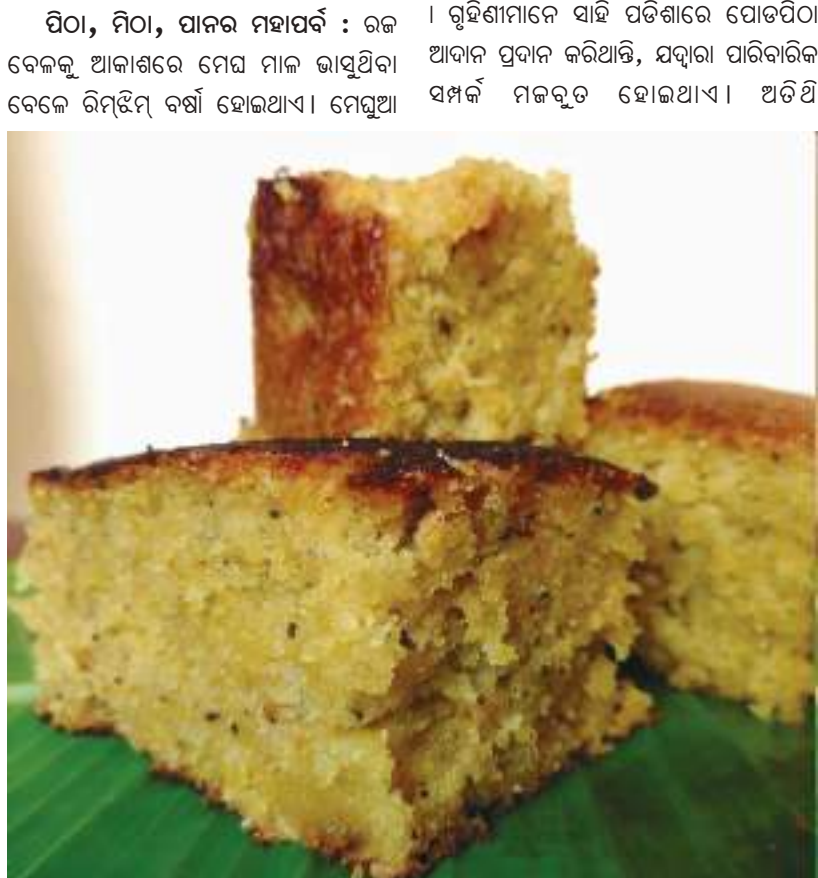 ପିଠା, ମିଠା, ପାନର ମହାପର୍ବ : ରଜ
ବେଳକୁ ଆକାଶରେ ମେଘ ମାଳ ଭାସୁଥିବା
ବେଳେ ରିମ୍‌ଝିମ୍ ବର୍ଷା ହୋଇଥାଏ। ମେଘୁଆ
। ଗୃହିଣୀମାନେ ସାହି ପଡିଶାରେ ପୋଡପିଠା
ଆଦାନ ପ୍ରଦାନ କରିଥାନ୍ତି, ଯଦ୍ୱାରା ପାରିବାରିକ
ସମ୍ପର୍କ ମଜବୁତ ହୋଇଥାଏ। ଅତିଥି